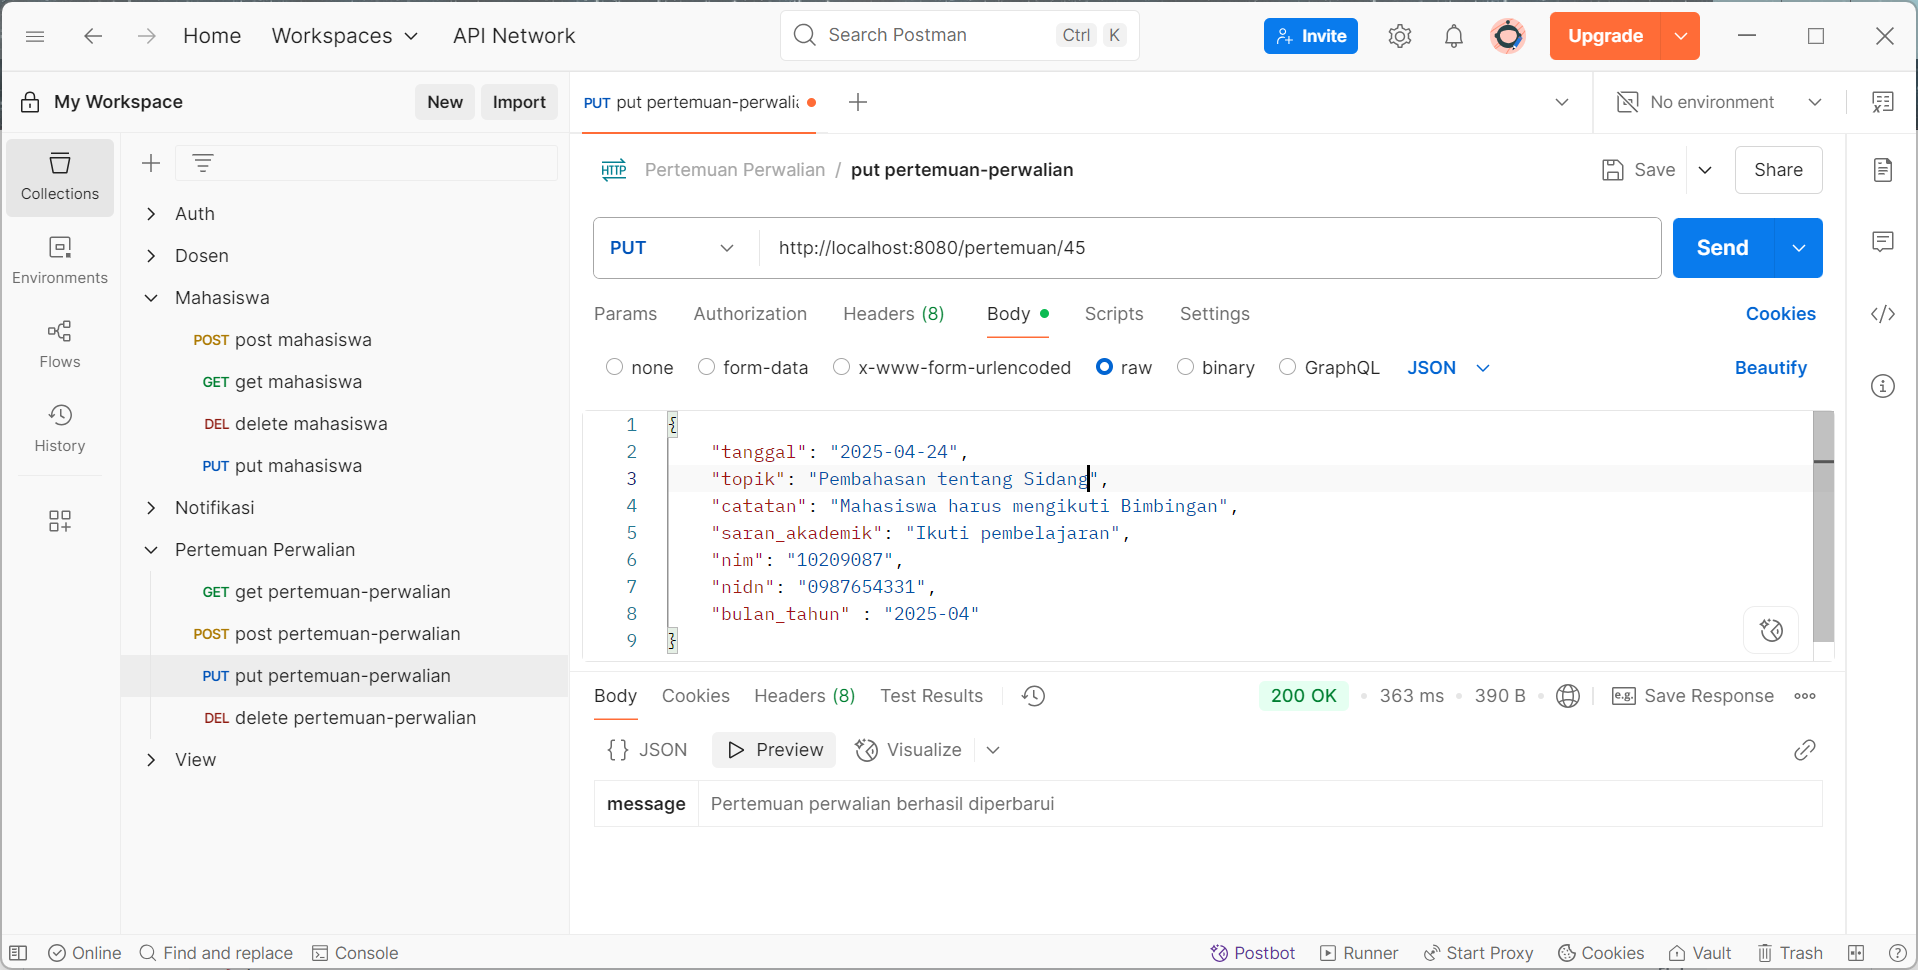 Home Workspaces API Network Search Postman Ctrl K Invite Upgrade
My Workspace New Import PUT put pertemuan-perwali No environment
Collections
Environments
Flows
History
Auth
Dosen
Mahasiswa
POST post mahasiswa
GET get mahasiswa
DEL delete mahasiswa
PUT put mahasiswa
Notifikasi
Pertemuan Perwalian
GET get pertemuan-perwalian
POST post pertemuan-perwalian
PUT put pertemuan-perwalian
DEL delete pertemuan-perwalian
View
HTTP Pertemuan Perwalian / put pertemuan-perwalian Save Share
PUT http://localhost:8080/pertemuan/45 Send
Params Authorization Headers (8) Body Scripts Settings Cookies
none form-data x-www-form-urlencoded raw binary GraphQL JSON Beautify
1 {
2 "tanggal": "2025-04-24",
3 "topik": "Pembahasan tentang Sidang",
4 "catatan": "Mahasiswa harus mengikuti Bimbingan",
5 "saran_akademik": "Ikuti pembelajaran",
6 "nim": "10209087",
7 "nidn": "0987654331",
8 "bulan_tahun" : "2025-04"
9 }
Body Cookies Headers (8) Test Results 200 OK • 363 ms • 390 B • e.g. Save Response
{} JSON Preview Visualize
message Pertemuan perwalian berhasil diperbarui
Online Find and replace Console Postbot Runner Start Proxy Cookies Vault Trash